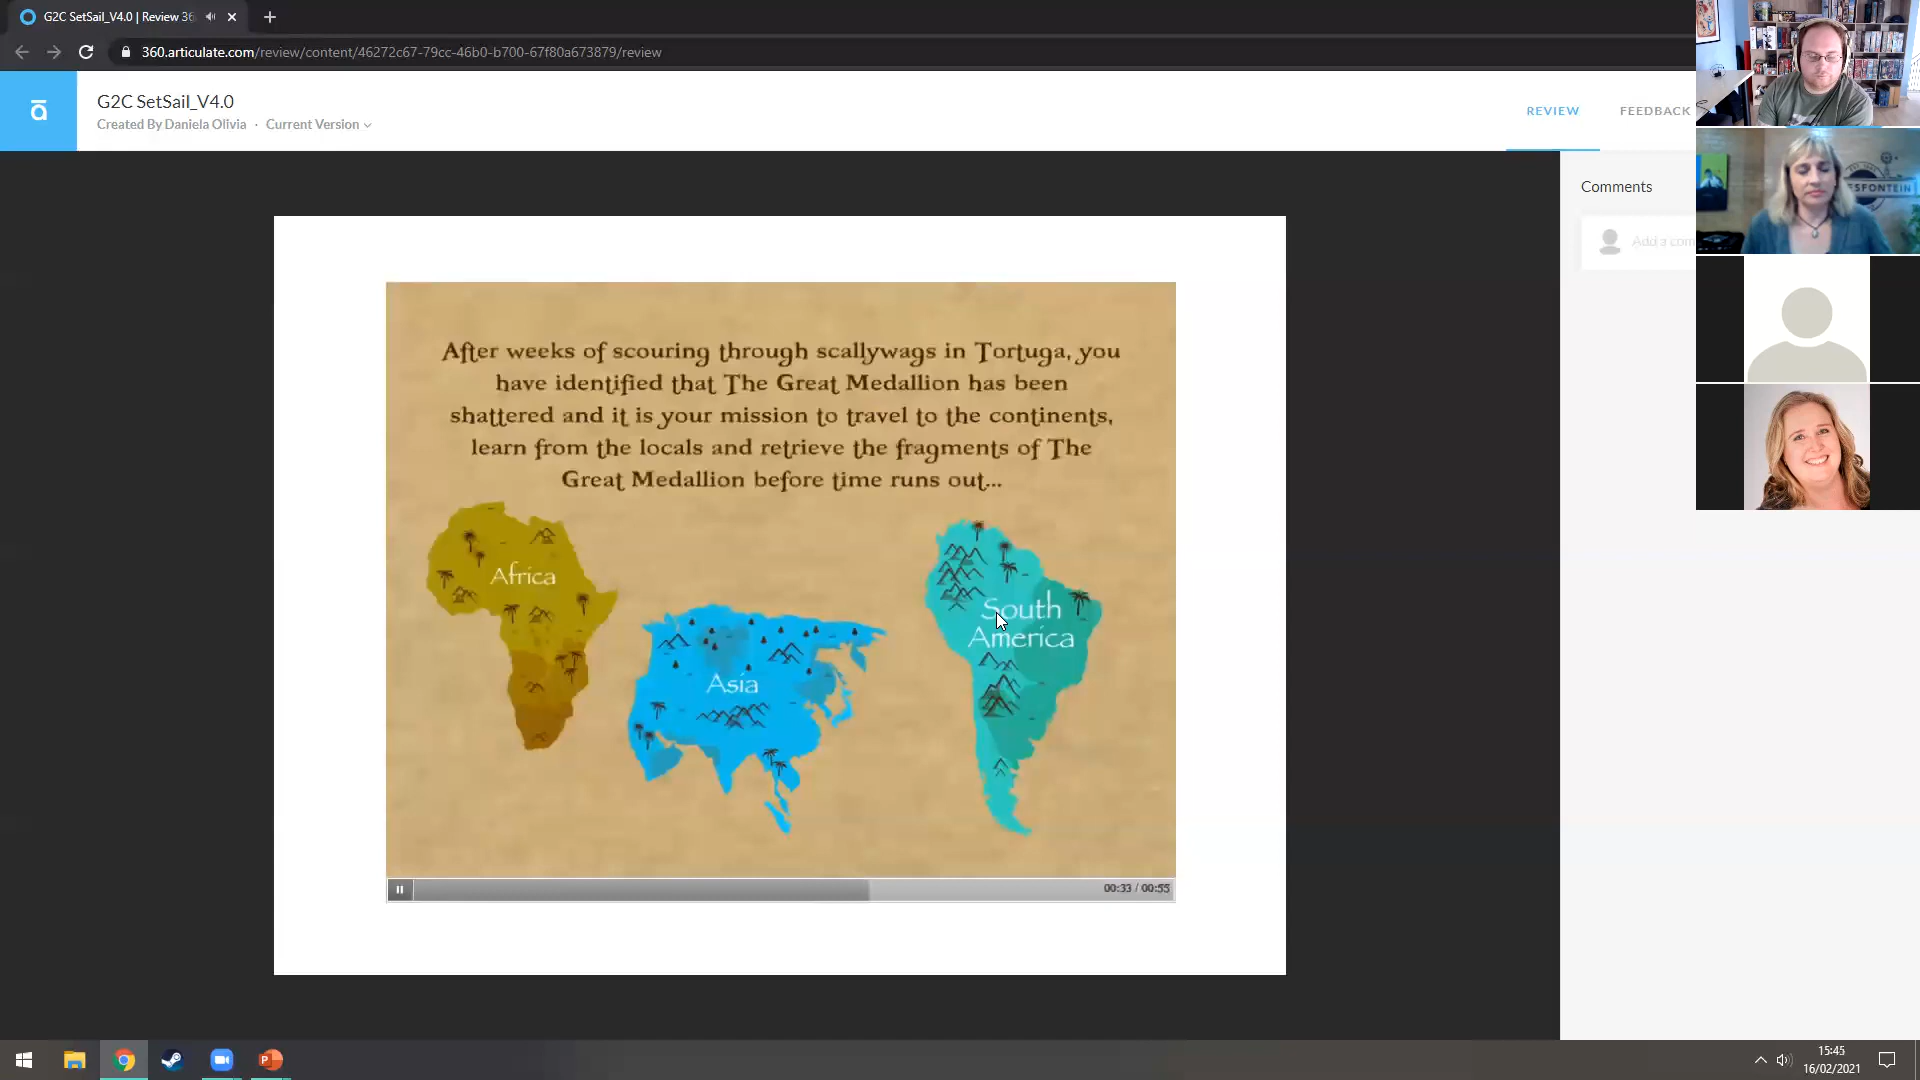 G2C SetSail_V4.0 | Review 36
360.articulate.com/review/content/46272c67-79cc-46b0-b700-67f80a673879/review
G2C SetSail_V4.0
Created By Daniela Olivia · Current Version
REVIEW
FEEDBACK
Comments
Add a com
After weeks of scouring through scallywags in Tortuga, you
have identified that The Great Medallion has been
shattered and it is your mission to travel to the continents,
learn from the locals and retrieve the fragments of The
Great Medallion before time runs out...
Africa
Asia
South
America
00:33 / 00:55
ESFONTEIN
15:45
16/02/2021